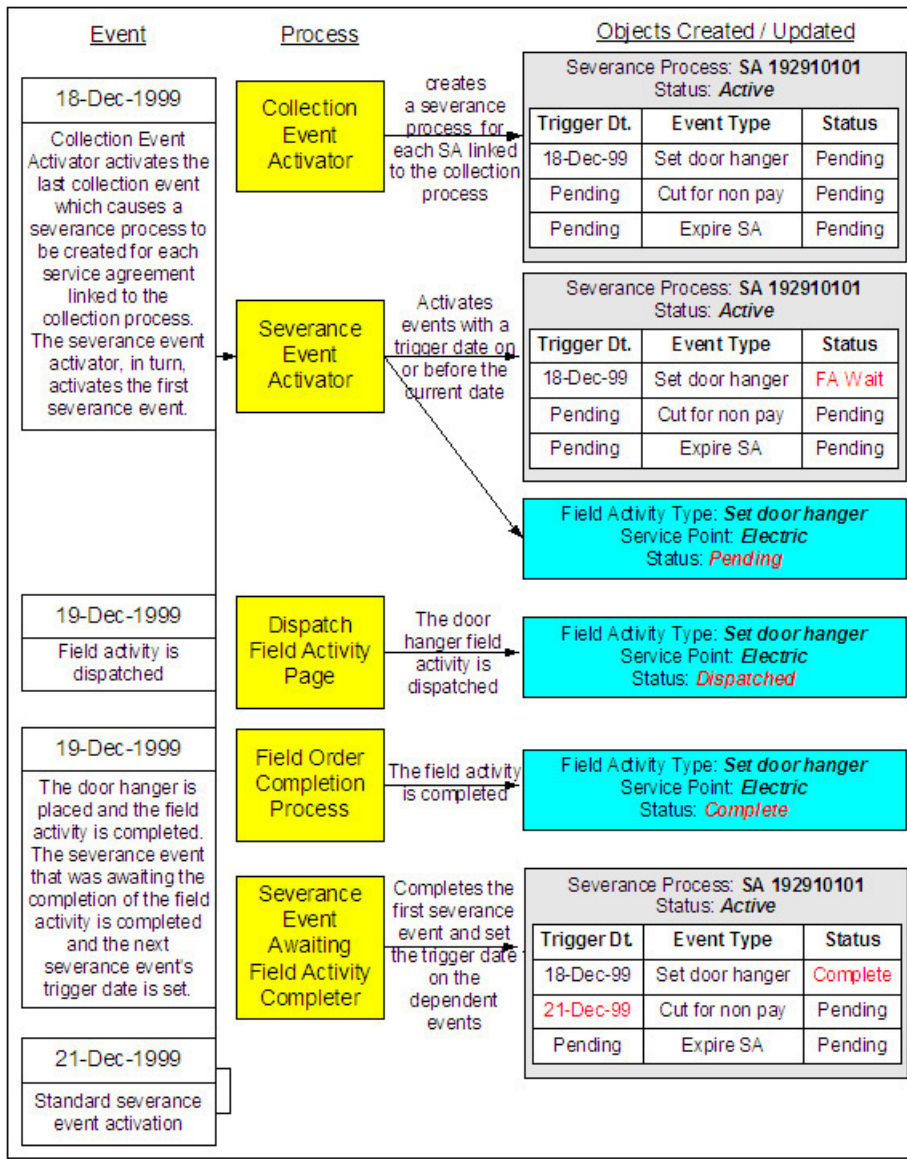 Event
Process
Objects Created / Updated
18-Dec-1999
Collection Event
Activator activates the
last collection event
which causes a
severance process to
be created for each
service agreement
linked to the
collection process.
The severance event
activator, in turn,
activates the first
severance event.
Collection
Event
Activator
creates
a severance
process for
each SA linked
to the collection
process
Severance Process: SA 192910101
Status: Active
Trigger Dt. Event Type Status
18-Dec-99 Set door hanger Pending
Pending Cut for non pay Pending
Pending Expire SA Pending
Severance
Event
Activator
Activates
events with a
trigger date on
or before the
current date
Severance Process: SA 192910101
Status: Active
Trigger Dt. Event Type Status
18-Dec-99 Set door hanger FA Wait
Pending Cut for non pay Pending
Pending Expire SA Pending
Field Activity Type: Set door hanger
Service Point: Electric
Status: Pending
19-Dec-1999
Field activity is
dispatched
Dispatch
Field Activity
Page
The door
hanger field
activity is
dispatched
Field Activity Type: Set door hanger
Service Point: Electric
Status: Dispatched
19-Dec-1999
The door hanger is
placed and the field
activity is completed.
The severance event
that was awaiting the
completion of the field
activity is completed
and the next
severance event's
trigger date is set.
Field Order
Completion
Process
The field activity
is completed
Field Activity Type: Set door hanger
Service Point: Electric
Status: Complete
Severance
Event
Awaiting
Field Activity
Completer
Completes the
first severance
event and set
the trigger date
on the
dependent
events
Severance Process: SA 192910101
Status: Active
Trigger Dt. Event Type Status
18-Dec-99 Set door hanger Complete
21-Dec-99 Cut for non pay Pending
Pending Expire SA Pending
21-Dec-1999
Standard severance
event activation